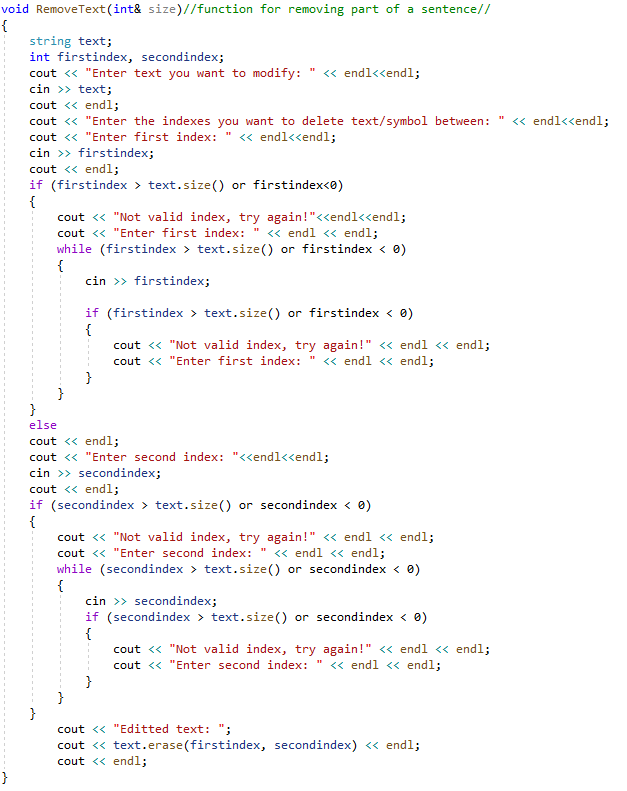 void RemoveText(int& size)//function for removing part of a sentence//
{
    string text;
    int firstindex, secondindex;
    cout << "Enter text you want to modify: " << endl<<endl;
    cin >> text;
    cout << endl;
    cout << "Enter the indexes you want to delete text/symbol between: " << endl<<endl;
    cout << "Enter first index: " << endl<<endl;
    cin >> firstindex;
    cout << endl;
    if (firstindex > text.size() or firstindex<0)
    {
        cout << "Not valid index, try again!"<<endl<<endl;
        cout << "Enter first index: " << endl << endl;
        while (firstindex > text.size() or firstindex < 0)
        {
            cin >> firstindex;

            if (firstindex > text.size() or firstindex < 0)
            {
                cout << "Not valid index, try again!" << endl << endl;
                cout << "Enter first index: " << endl << endl;
            }
        }
    }
    else
    cout << endl;
    cout << "Enter second index: "<<endl<<endl;
    cin >> secondindex;
    cout << endl;
    if (secondindex > text.size() or secondindex < 0)
    {
        cout << "Not valid index, try again!" << endl << endl;
        cout << "Enter second index: " << endl << endl;
        while (secondindex > text.size() or secondindex < 0)
        {
            cin >> secondindex;
            if (secondindex > text.size() or secondindex < 0)
            {
                cout << "Not valid index, try again!" << endl << endl;
                cout << "Enter second index: " << endl << endl;
            }
        }
    }
        cout << "Editted text: ";
        cout << text.erase(firstindex, secondindex) << endl;
        cout << endl;
}